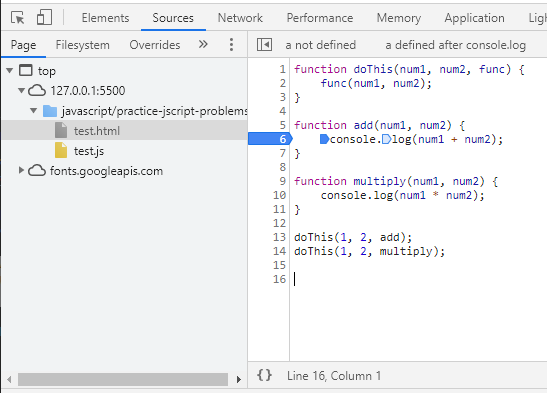 Elements Sources Network Performance Memory Application
Page Filesystem Overrides » a not defined a defined after console.log
top
127.0.0.1:5500
javascript/practice-jscript-problems
test.html
test.js
fonts.googleapis.com
1 function doThis(num1, num2, func) {
2 func(num1, num2);
3 }
4
5 function add(num1, num2) {
6 console.log(num1 + num2);
7 }
8
9 function multiply(num1, num2) {
10 console.log(num1 * num2);
11 }
12
13 doThis(1, 2, add);
14 doThis(1, 2, multiply);
15
16
{} Line 16, Column 1